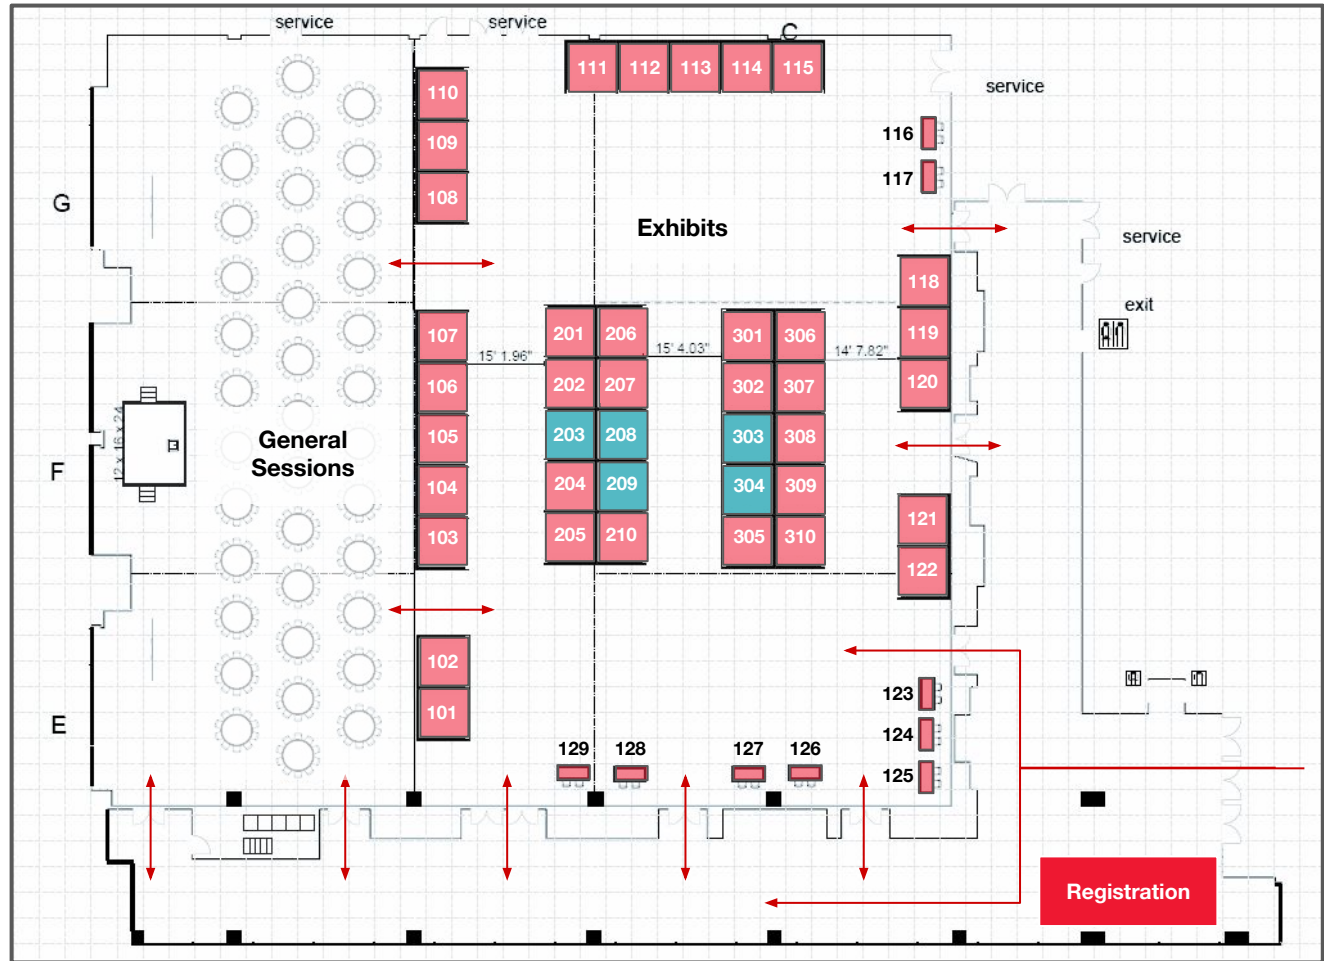 service
service
C
111 112 113 114 115
110
service
116
109
117
108
G
Exhibits
service
118
exit
107
201 206
301 306
119
15' 1.96"
15' 4.03"
14' 7.82"
106
202 207
302 307
120
12 x 16 x 24
General
Sessions
105
203 208
303 308
F
104
204 209
304 309
121
103
205 210
305 310
122
102
123
101
E
124
129 128 127 126
125
Registration